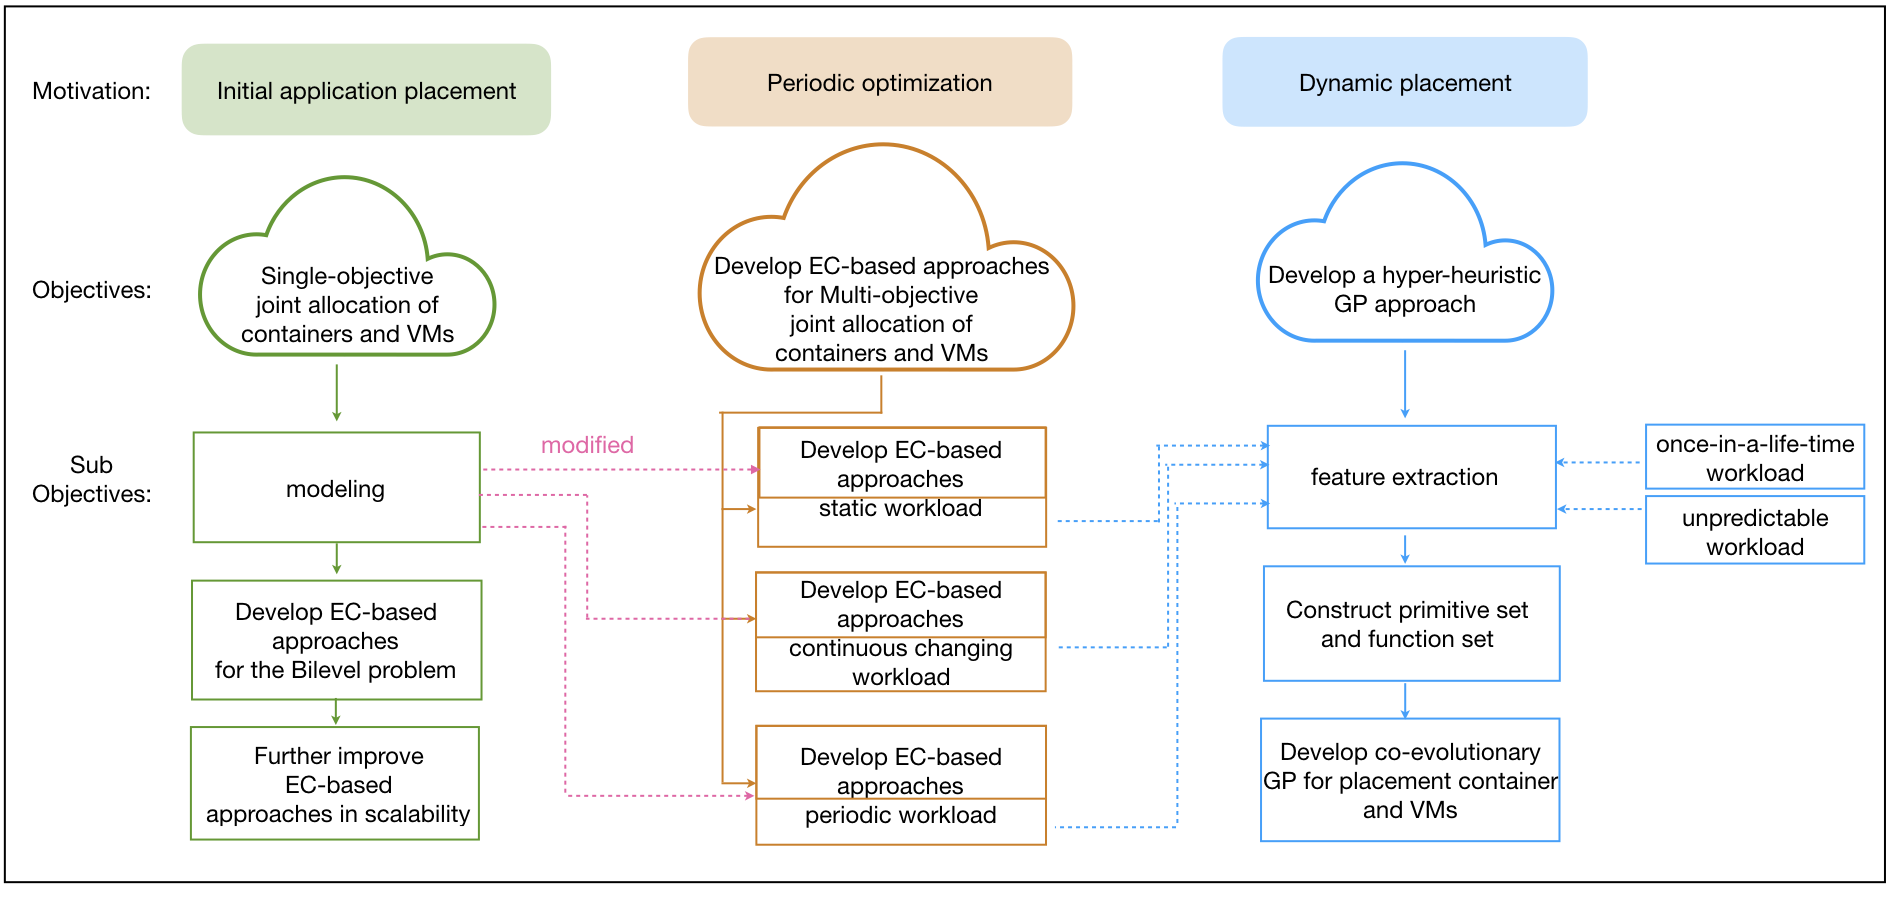 Motivation:
Initial application placement
Periodic optimization
Dynamic placement
Objectives:
Single-objective
joint allocation of
containers and VMs
Develop EC-based approaches
for Multi-objective
joint allocation of
containers and VMs
Develop a hyper-heuristic
GP approach
Sub
Objectives:
modeling
modified
Develop EC-based
approaches
static workload
feature extraction
once-in-a-life-time
workload
unpredictable
workload
Develop EC-based
approaches
for the Bilevel problem
Develop EC-based
approaches
continuous changing
workload
Construct primitive set
and function set
Further improve
EC-based
approaches in scalability
Develop EC-based
approaches
periodic workload
Develop co-evolutionary
GP for placement container
and VMs